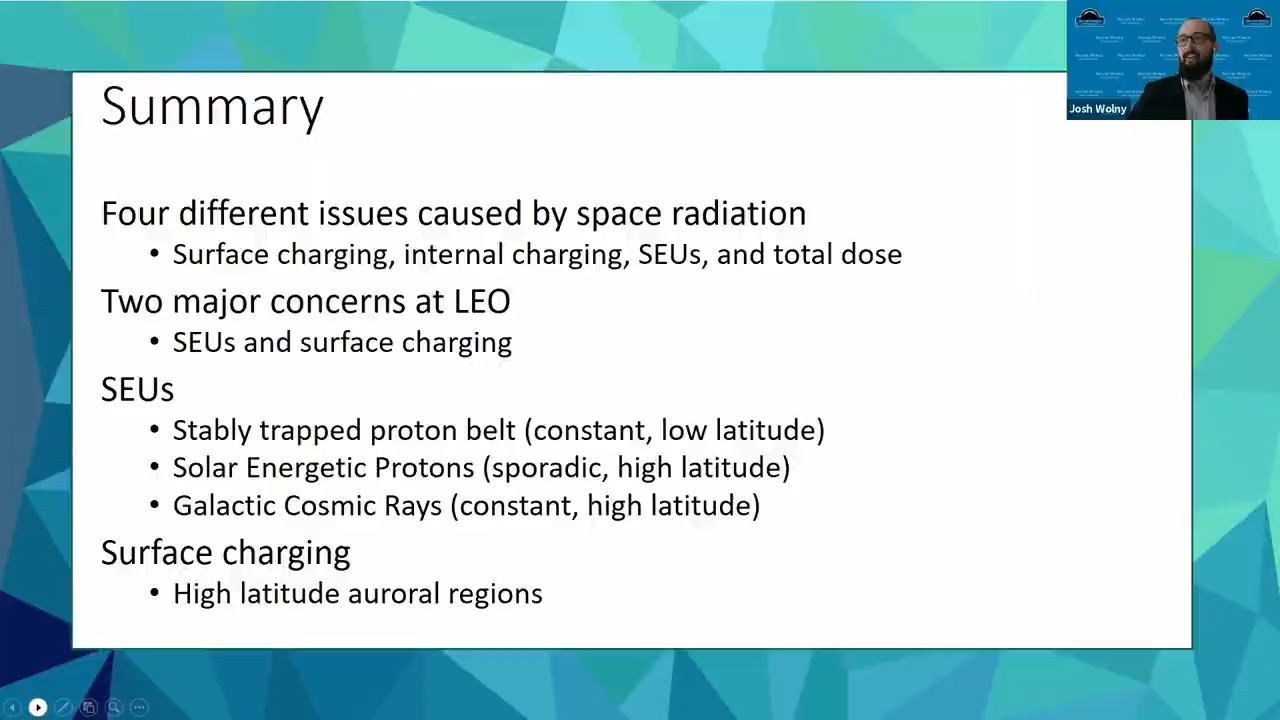 Summary
Four different issues caused by space radiation
• Surface charging, internal charging, SEUs, and total dose
Two major concerns at LEO
• SEUs and surface charging
SEUs
• Stably trapped proton belt (constant, low latitude)
• Solar Energetic Protons (sporadic, high latitude)
• Galactic Cosmic Rays (constant, high latitude)
Surface charging
• High latitude auroral regions
Josh Wolny